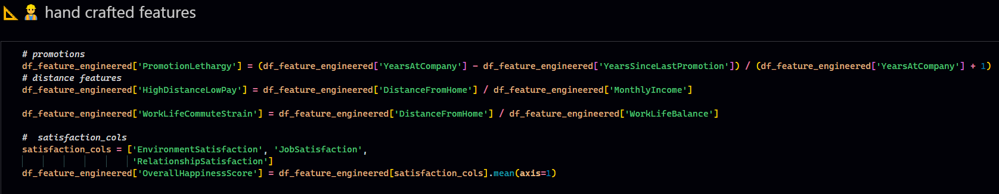 📐👷 hand crafted features
# promotions
df_feature_engineered['PromotionLethargy'] = (df_feature_engineered['YearsAtCompany'] - df_feature_engineered['YearsSinceLastPromotion']) / (df_feature_engineered['YearsAtCompany'] + 1)
# distance features
df_feature_engineered['HighDistanceLowPay'] = df_feature_engineered['DistanceFromHome'] / df_feature_engineered['MonthlyIncome']
df_feature_engineered['WorkLifeCommuteStrain'] = df_feature_engineered['DistanceFromHome'] / df_feature_engineered['WorkLifeBalance']
#  satisfaction_cols
satisfaction_cols = ['EnvironmentSatisfaction', 'JobSatisfaction',
'RelationshipSatisfaction']
df_feature_engineered['OverallHappinessScore'] = df_feature_engineered[satisfaction_cols].mean(axis=1)